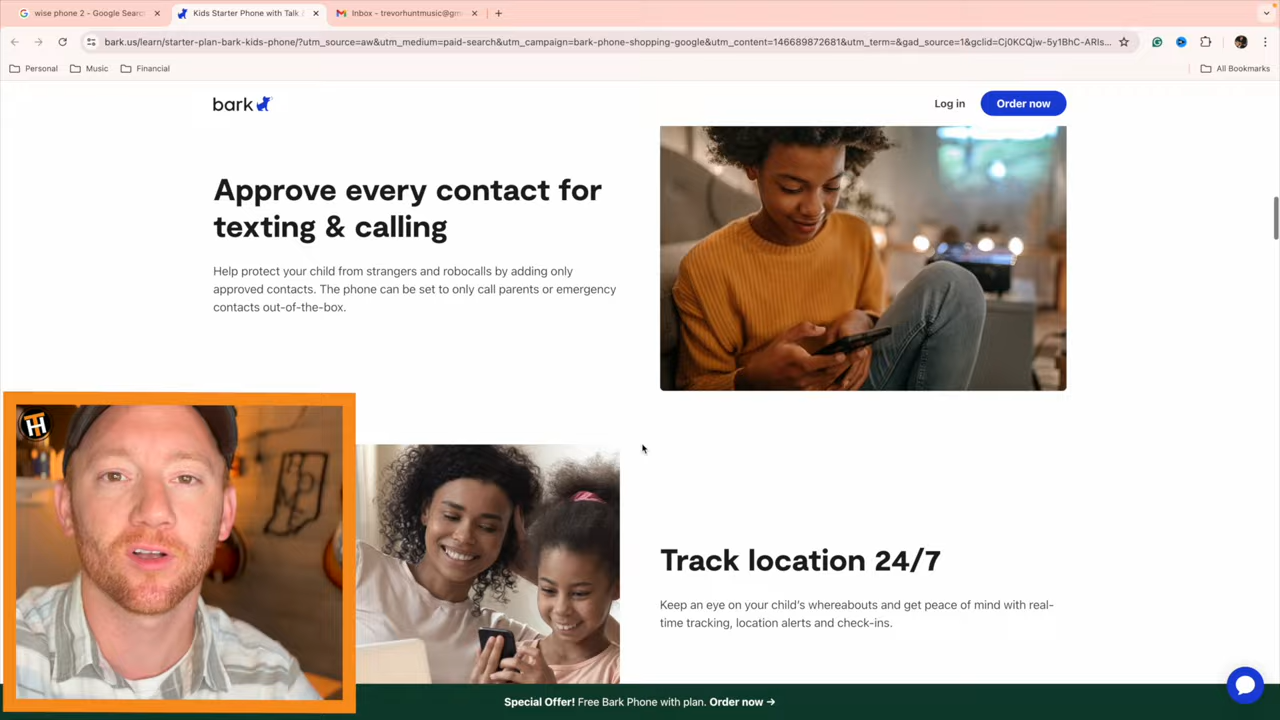 wise phone 2 - Google Searc
Kids Starter Phone with Talk
Inbox - trevorhuntmusic@gm
bark.us/learn/starter-plan-bark-kids-phone/?utm_source=aw&utm_medium=paid-search&utm_campaign=bark-phone-shopping-google&utm_content=146689872681&utm_term=&gad_source=1&gclid=Cj0KCQjw-5y1BhC-ARIs...
Personal
Music
Financial
All Bookmarks
bark
Log in
Order now
Approve every contact for
texting & calling
Help protect your child from strangers and robocalls by adding only
approved contacts. The phone can be set to only call parents or emergency
contacts out-of-the-box.
Track location 24/7
Keep an eye on your child's whereabouts and get peace of mind with real-
time tracking, location alerts and check-ins.
Special Offer! Free Bark Phone with plan. Order now →